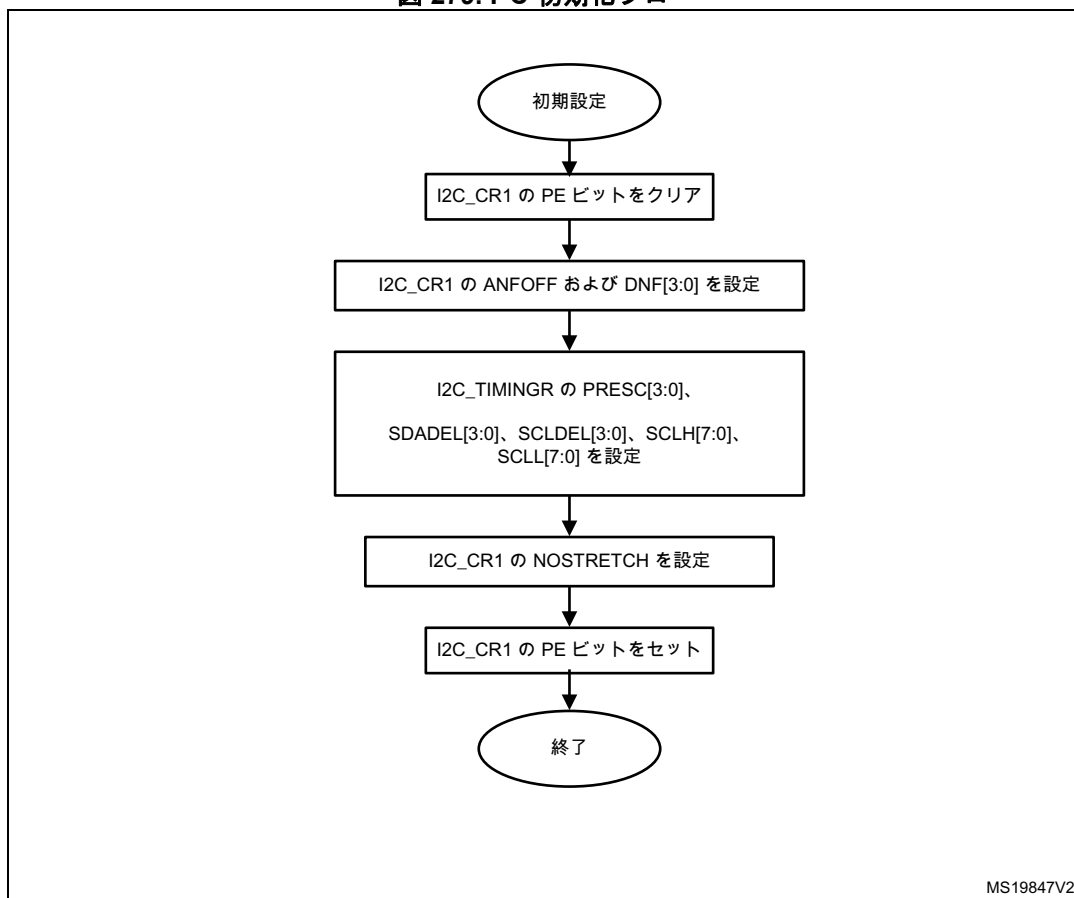 初期設定
I2C_CR1 の PE ビットをクリア
I2C_CR1 の ANFOFF および DNF[3:0] を設定
I2C_TIMINGR の PRESC[3:0]、
SDADEL[3:0]、SCLDEL[3:0]、SCLH[7:0]、
SCLL[7:0] を設定
I2C_CR1 の NOSTRETCH を設定
I2C_CR1 の PE ビットをセット
終了
MS19847V2